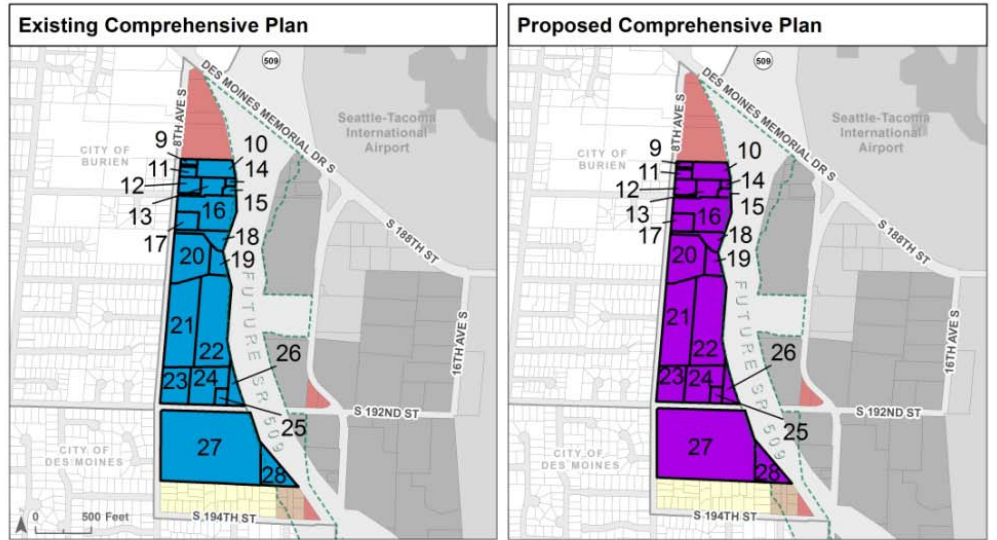 Existing Comprehensive Plan
509
DES MOINES MEMORIAL DR S
8TH AVE S
Seattle-Tacoma
International
Airport
CITY OF
BURIEN
9
10
11
14
12
15
13
16
17
18
S 188TH ST
20
19
FUTURE SR 509
21
22
26
16TH AVE S
23
24
S 192ND ST
25
27
CITY OF
DES MOINES
28
0 500 Feet
S 194TH ST
Proposed Comprehensive Plan
509
DES MOINES MEMORIAL DR S
8TH AVE S
Seattle-Tacoma
International
Airport
CITY OF
BURIEN
9
10
11
14
12
15
13
16
17
18
S 188TH ST
20
19
FUTURE SR 509
21
22
26
16TH AVE S
23
24
S 192ND ST
25
27
CITY OF
DES MOINES
28
S 194TH ST